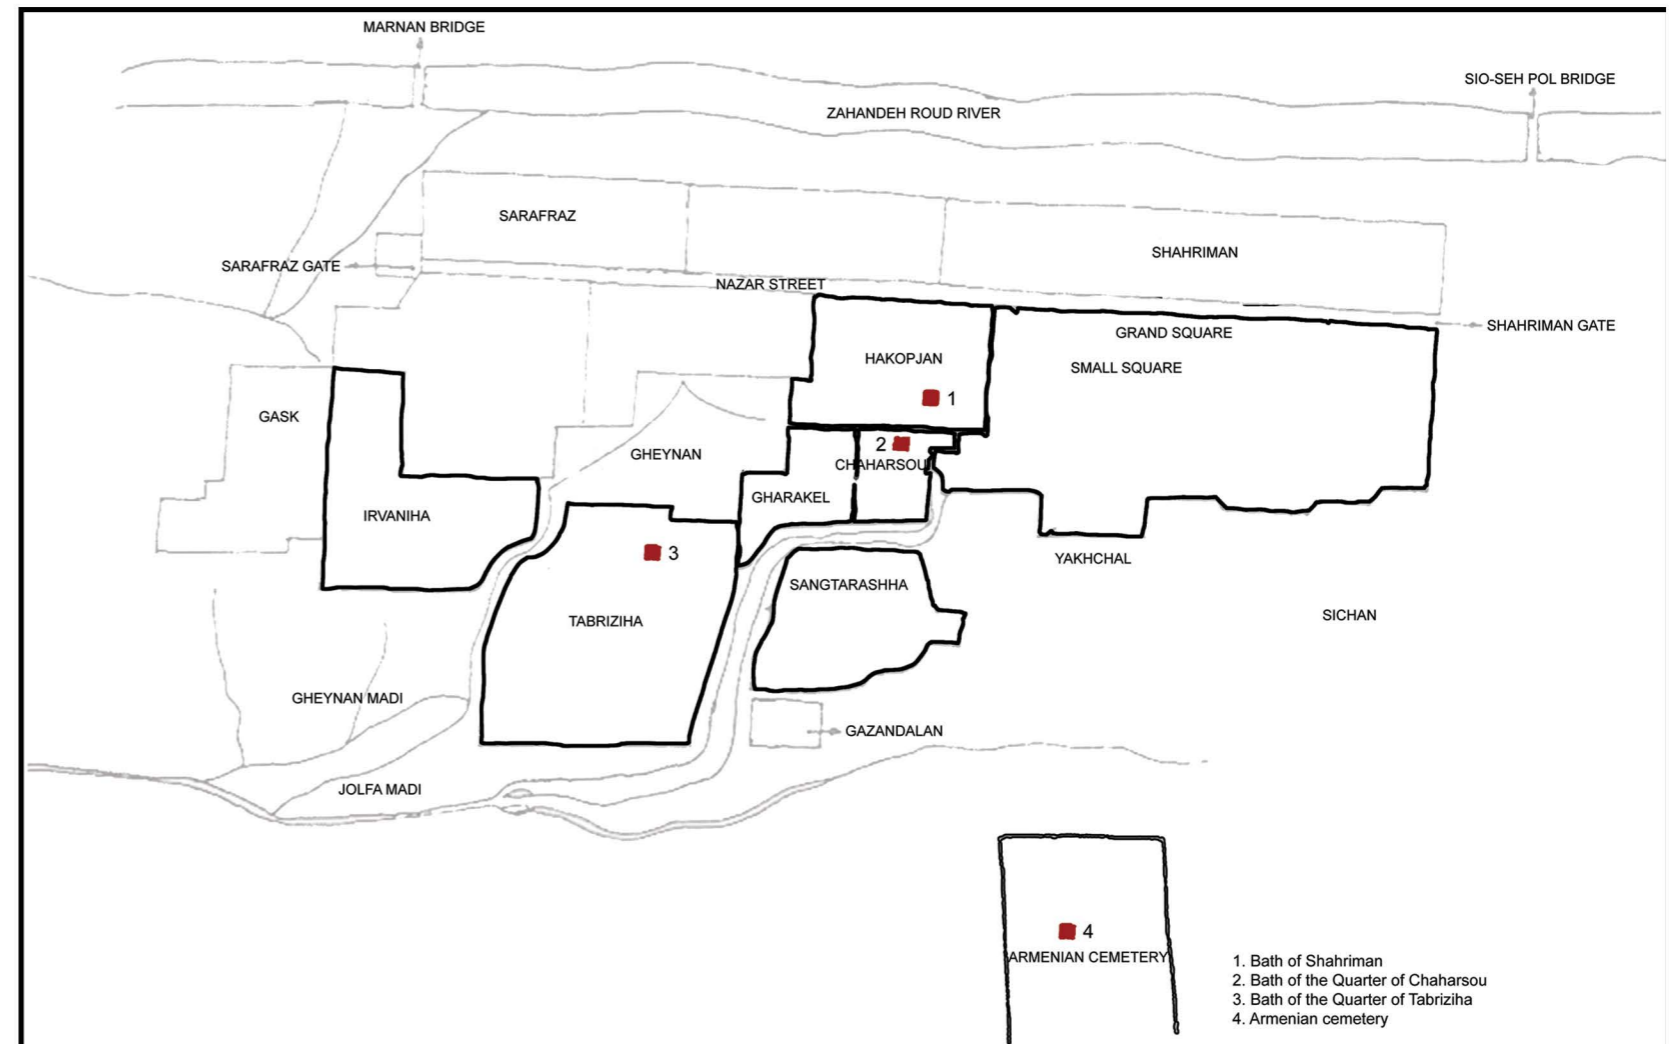 MARNAN BRIDGE
SIO-SEH POL BRIDGE
ZAHANDEH ROUD RIVER
SARAFRAZ
SHAHRIMAN
SARAFRAZ GATE
NAZAR STREET
SHAHRIMAN GATE
GRAND SQUARE
HAKOPJAN
SMALL SQUARE
1
GASK
2
GHEYNAN
CHAHARSOU
GHARAKEL
IRVANIHA
3
YAKHCHAL
SANGTARASHHA
TABRIZIHA
SICHAN
GHEYNAN MADI
GAZANDALAN
JOLFA MADI
4
ARMENIAN CEMETERY
1. Bath of Shahriman
2. Bath of the Quarter of Chaharsou
3. Bath of the Quarter of Tabriziha
4. Armenian cemetery